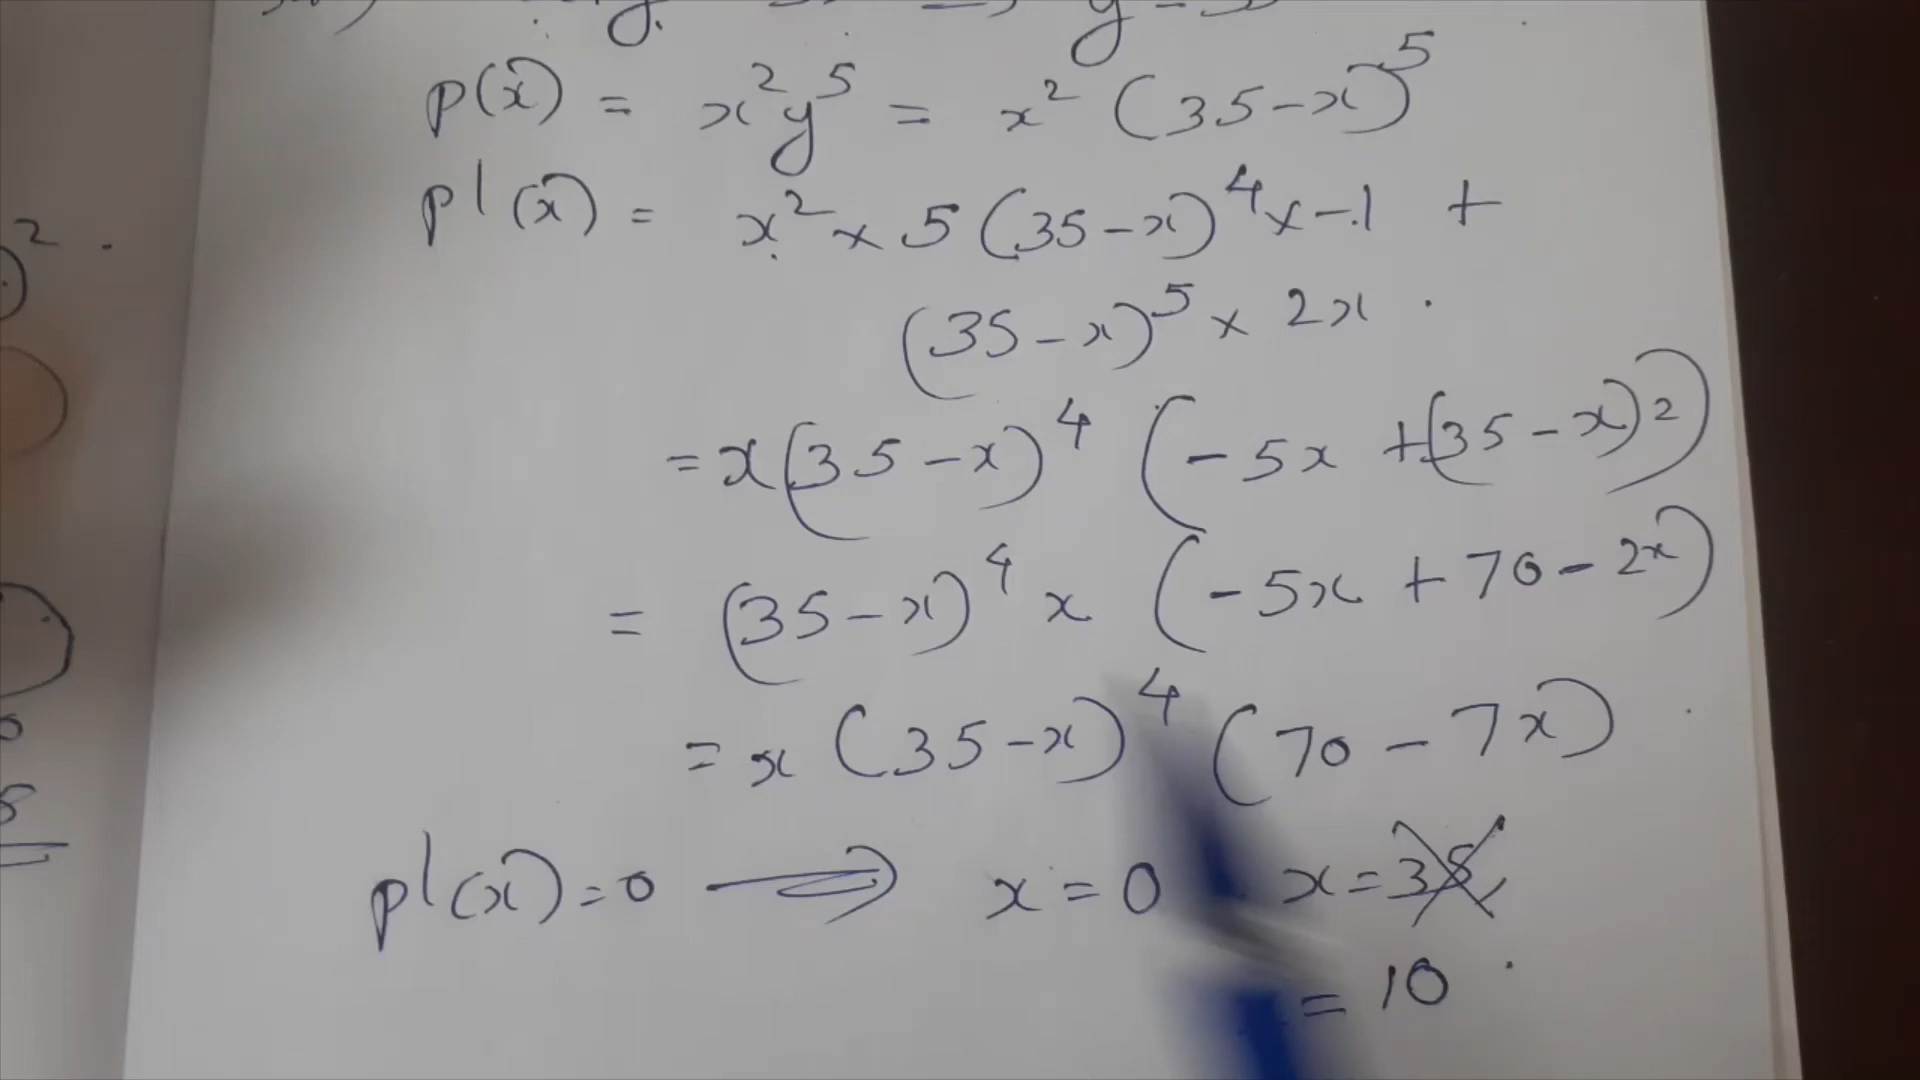 p(x) = x²y⁵ = x² (35-x)⁵
p'(x) = x² × 5 (35-x)⁴ x -1 +
(35-x)⁵ × 2x
= x(35-x)⁴ (-5x +(35-x)2)
= (35-x)⁴ x (-5x + 70 - 2x)
= x (35-x)⁴ (70 - 7x)
p'(x) = 0 ⟹ x = 0 x = 35
= 10